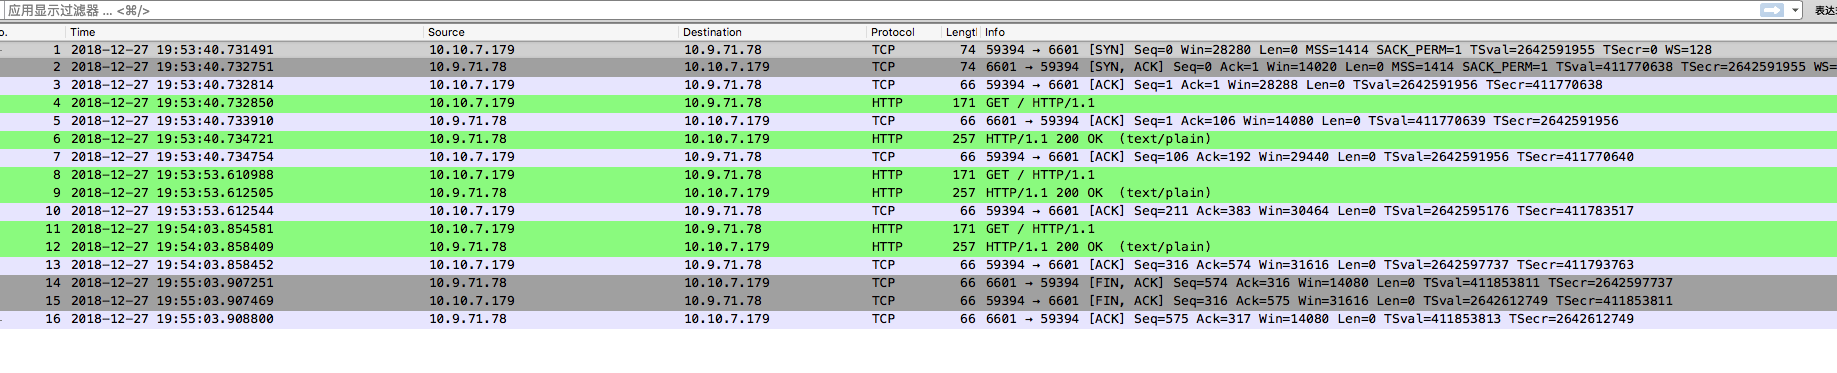 应用显示过滤器 … <⌘/> 表达
o. Time Source Destination Protocol Lengtl Info
1 2018-12-27 19:53:40.731491 10.10.7.179 10.9.71.78 TCP 74 59394 → 6601 [SYN] Seq=0 Win=28280 Len=0 MSS=1414 SACK_PERM=1 TSval=2642591955 TSecr=0 WS=128
2 2018-12-27 19:53:40.732751 10.9.71.78 10.10.7.179 TCP 74 6601 → 59394 [SYN, ACK] Seq=0 Ack=1 Win=14020 Len=0 MSS=1414 SACK_PERM=1 TSval=411770638 TSecr=2642591955 WS=
3 2018-12-27 19:53:40.732814 10.10.7.179 10.9.71.78 TCP 66 59394 → 6601 [ACK] Seq=1 Ack=1 Win=28288 Len=0 TSval=2642591956 TSecr=411770638
4 2018-12-27 19:53:40.732850 10.10.7.179 10.9.71.78 HTTP 171 GET / HTTP/1.1
5 2018-12-27 19:53:40.733910 10.9.71.78 10.10.7.179 TCP 66 6601 → 59394 [ACK] Seq=1 Ack=106 Win=14080 Len=0 TSval=411770639 TSecr=2642591956
6 2018-12-27 19:53:40.734721 10.9.71.78 10.10.7.179 HTTP 257 HTTP/1.1 200 OK (text/plain)
7 2018-12-27 19:53:40.734754 10.10.7.179 10.9.71.78 TCP 66 59394 → 6601 [ACK] Seq=106 Ack=192 Win=29440 Len=0 TSval=2642591956 TSecr=411770640
8 2018-12-27 19:53:53.610988 10.10.7.179 10.9.71.78 HTTP 171 GET / HTTP/1.1
9 2018-12-27 19:53:53.612505 10.9.71.78 10.10.7.179 HTTP 257 HTTP/1.1 200 OK (text/plain)
10 2018-12-27 19:53:53.612544 10.10.7.179 10.9.71.78 TCP 66 59394 → 6601 [ACK] Seq=211 Ack=383 Win=30464 Len=0 TSval=2642595176 TSecr=411783517
11 2018-12-27 19:54:03.854581 10.10.7.179 10.9.71.78 HTTP 171 GET / HTTP/1.1
12 2018-12-27 19:54:03.858409 10.9.71.78 10.10.7.179 HTTP 257 HTTP/1.1 200 OK (text/plain)
13 2018-12-27 19:54:03.858452 10.10.7.179 10.9.71.78 TCP 66 59394 → 6601 [ACK] Seq=316 Ack=574 Win=31616 Len=0 TSval=2642597737 TSecr=411793763
14 2018-12-27 19:55:03.907251 10.9.71.78 10.10.7.179 TCP 66 6601 → 59394 [FIN, ACK] Seq=574 Ack=316 Win=14080 Len=0 TSval=411853811 TSecr=2642597737
15 2018-12-27 19:55:03.907469 10.10.7.179 10.9.71.78 TCP 66 59394 → 6601 [FIN, ACK] Seq=316 Ack=575 Win=31616 Len=0 TSval=2642612749 TSecr=411853811
16 2018-12-27 19:55:03.908800 10.9.71.78 10.10.7.179 TCP 66 6601 → 59394 [ACK] Seq=575 Ack=317 Win=14080 Len=0 TSval=411853813 TSecr=2642612749